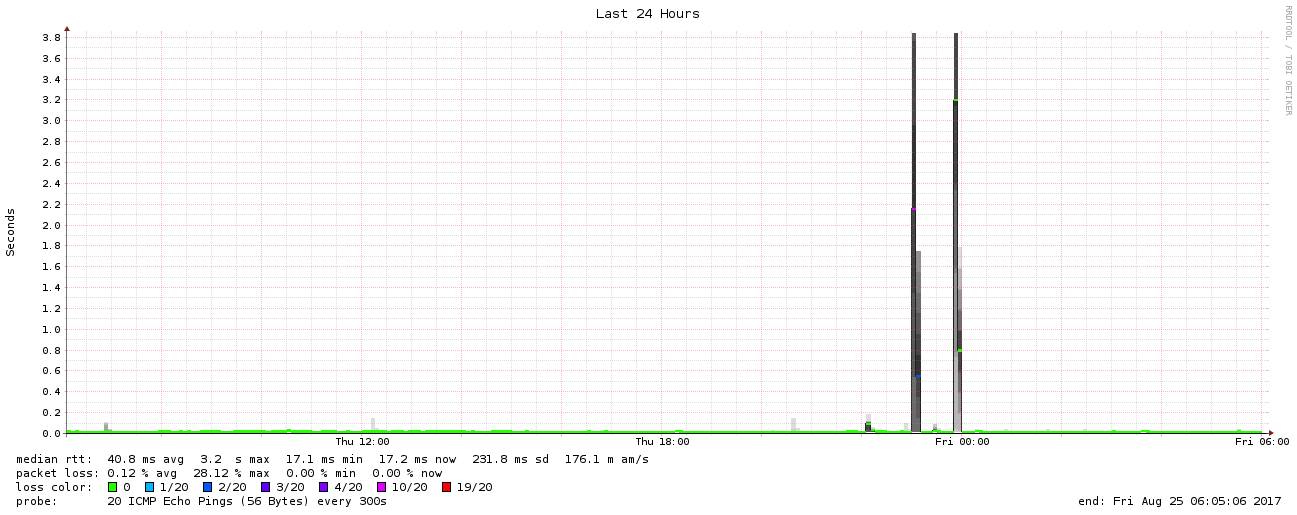 Last 24 Hours
RRDTOOL / TOBI OETIKER
Seconds
3.8
3.6
3.4
3.2
3.0
2.8
2.6
2.4
2.2
2.0
1.8
1.6
1.4
1.2
1.0
0.8
0.6
0.4
0.2
0.0
Thu 12:00 Thu 18:00 Fri 00:00 Fri 06:00
median rtt: 40.8 ms avg 3.2 s max 17.1 ms min 17.2 ms now 231.8 ms sd 176.1 m am/s
packet loss: 0.12 % avg 28.12 % max 0.00 % min 0.00 % now
loss color: 0 1/20 2/20 3/20 4/20 10/20 19/20
probe: 20 ICMP Echo Pings (56 Bytes) every 300s end: Fri Aug 25 06:05:06 2017